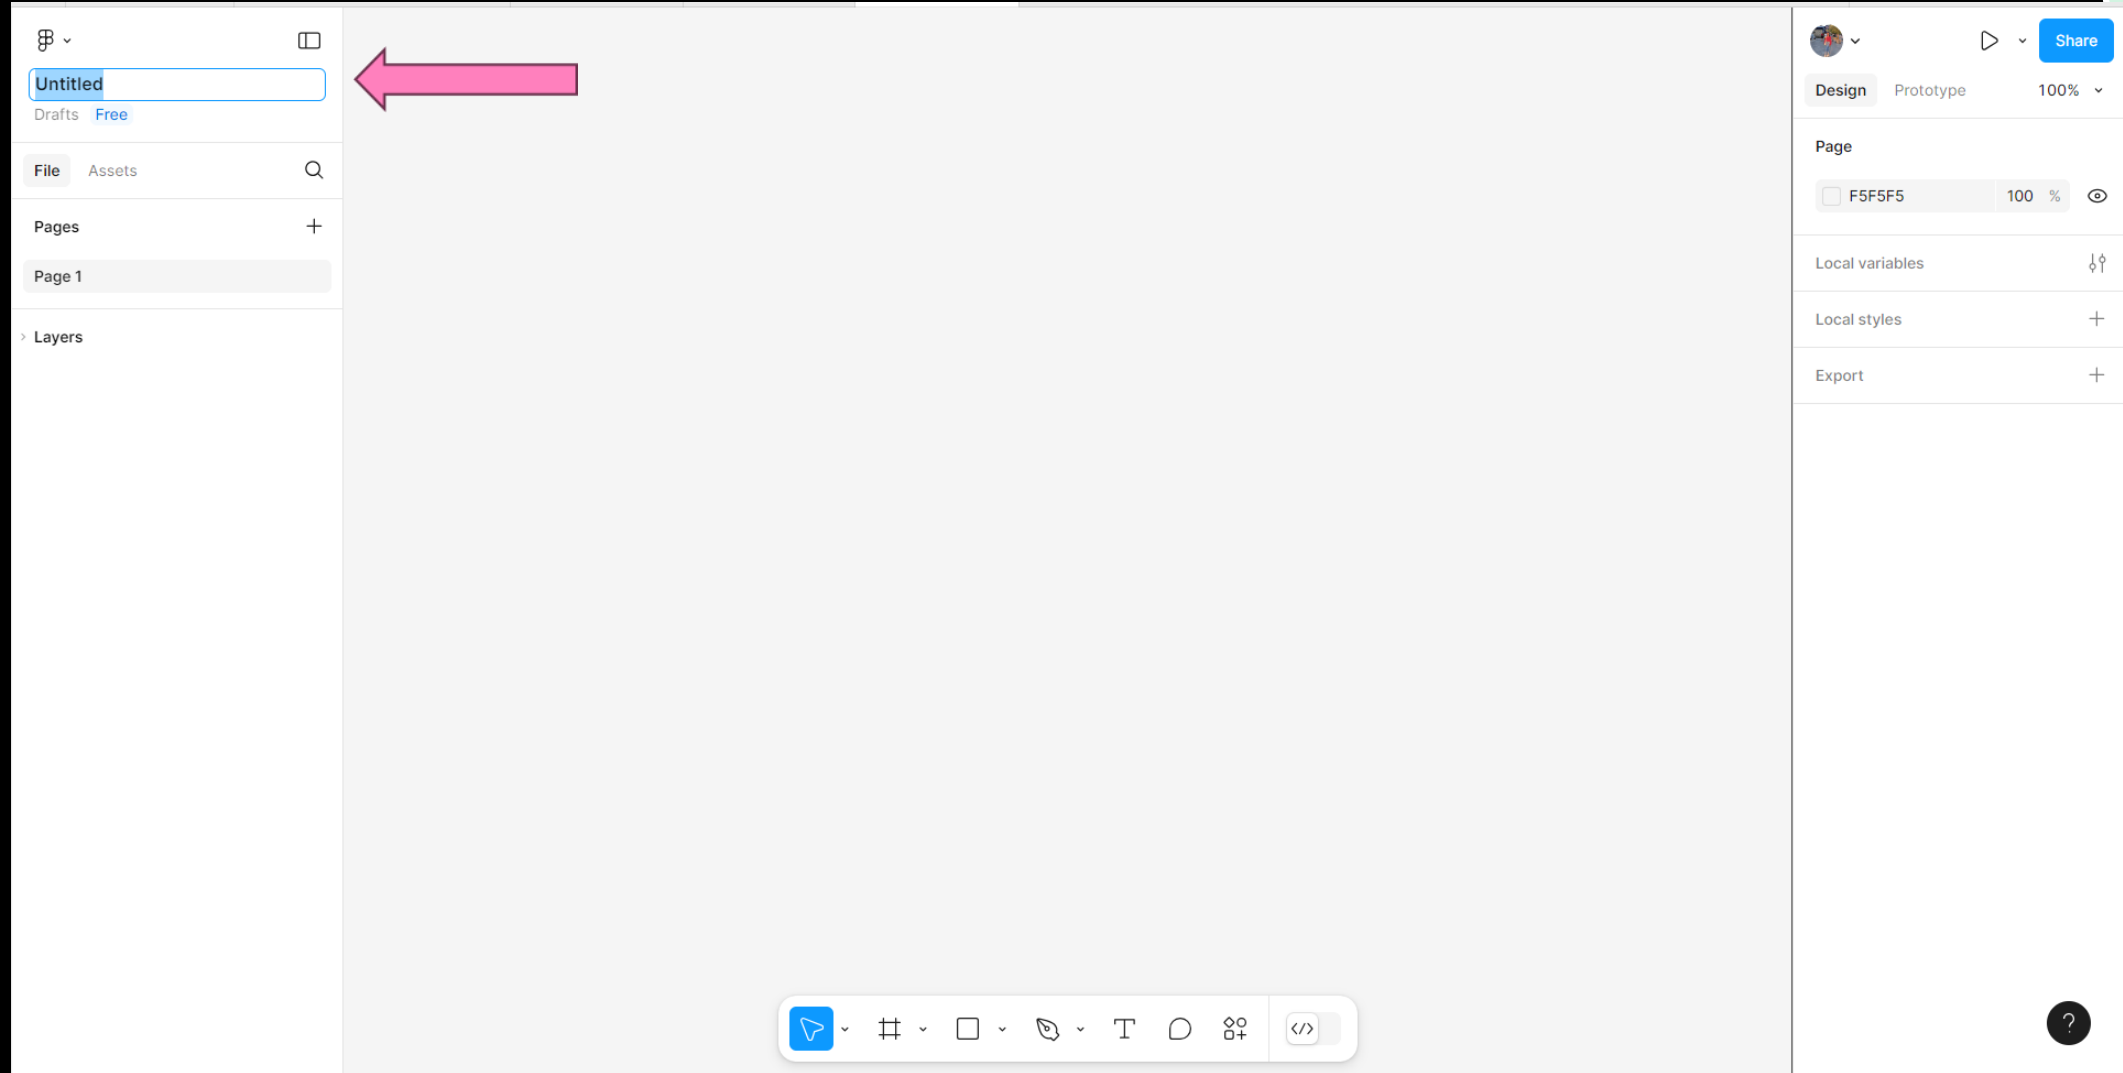 Untitled
Drafts Free
File Assets
Pages
Page 1
Layers
Share
Design Prototype 100%
Page
F5F5F5 100 %
Local variables
Local styles
Export
?